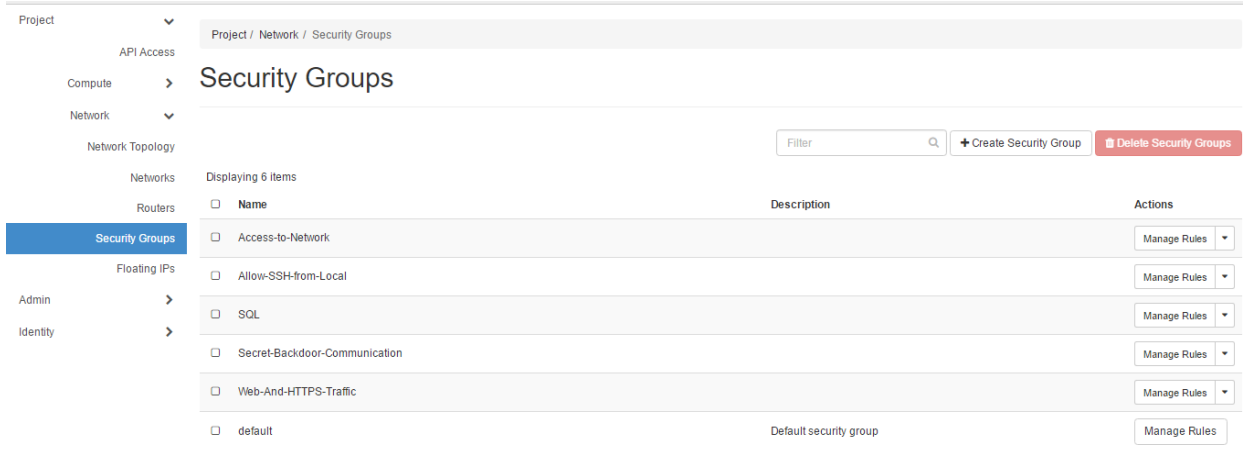 Project
API Access
Compute
Network
Network Topology
Networks
Routers
Security Groups
Floating IPs
Admin
Identity
Project / Network / Security Groups
Security Groups
Filter
Create Security Group
Delete Security Groups
Displaying 6 items
Name Description Actions
Access-to-Network Manage Rules
Allow-SSH-from-Local Manage Rules
SQL Manage Rules
Secret-Backdoor-Communication Manage Rules
Web-And-HTTPS-Traffic Manage Rules
default Default security group Manage Rules